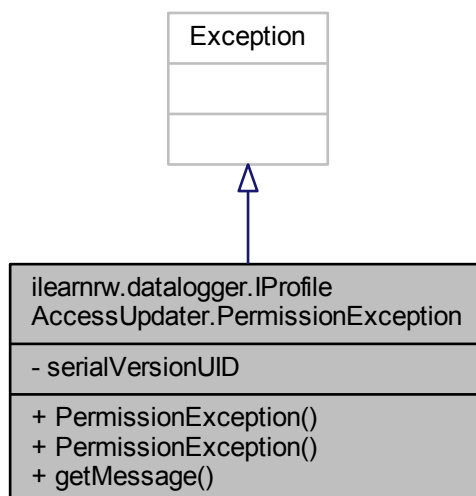 Exception
ilearnrw.datalogger.IProfile
AccessUpdater.PermissionException
- serialVersionUID
+ PermissionException()
+ PermissionException()
+ getMessage()